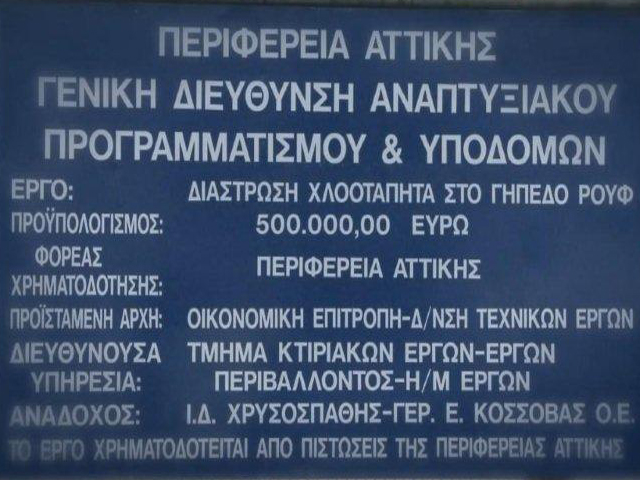 ΠΕΡΙΦΕΡΕΙΑ ΑΤΤΙΚΗΣ
ΓΕΝΙΚΗ ΔΙΕΥΘΥΝΣΗ ΑΝΑΠΤΥΞΙΑΚΟΥ
ΠΡΟΓΡΑΜΜΑΤΙΣΜΟΥ & ΥΠΟΔΟΜΩΝ
ΕΡΓΟ: ΔΙΑΣΤΡΩΣΗ ΧΛΟΟΤΑΠΗΤΑ ΣΤΟ ΓΗΠΕΔΟ ΡΟΥΦ
ΠΡΟΫΠΟΛΟΓΙΣΜΟΣ: 500.000,00 ΕΥΡΩ
ΦΟΡΕΑΣ
ΧΡΗΜΑΤΟΔΟΤΗΣΗΣ: ΠΕΡΙΦΕΡΕΙΑ ΑΤΤΙΚΗΣ
ΠΡΟΪΣΤΑΜΕΝΗ ΑΡΧΗ: ΟΙΚΟΝΟΜΙΚΗ ΕΠΙΤΡΟΠΗ-Δ/ΝΣΗ ΤΕΧΝΙΚΩΝ ΕΡΓΩΝ
ΔΙΕΥΘΥΝΟΥΣΑ ΤΜΗΜΑ ΚΤΙΡΙΑΚΩΝ ΕΡΓΩΝ-ΕΡΓΩΝ
ΥΠΗΡΕΣΙΑ: ΠΕΡΙΒΑΛΛΟΝΤΟΣ-Η/Μ ΕΡΓΩΝ
ΑΝΑΔΟΧΟΣ: Ι.Δ. ΧΡΥΣΟΣΠΑΘΗΣ-ΓΕΡ. Ε. ΚΟΣΣΟΒΑΣ Ο.Ε.
ΤΟ ΕΡΓΟ ΧΡΗΜΑΤΟΔΟΤΕΙΤΑΙ ΑΠΟ ΠΙΣΤΩΣΕΙΣ ΤΗΣ ΠΕΡΙΦΕΡΕΙΑΣ ΑΤΤΙΚΗΣ